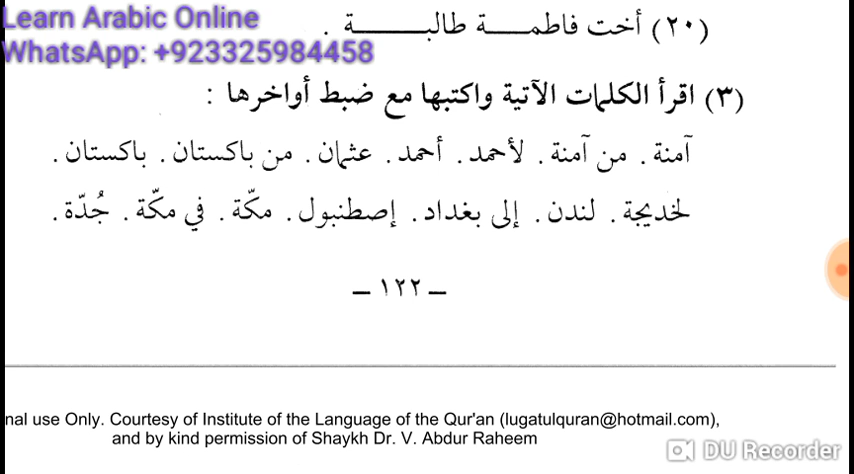 Learn Arabic Online
WhatsApp: +923325984458
(٢٠) أخت فاطمـــة طالبـــــة .
(٣) اقرأ الكلمات الآتية واكتبها مع ضبط أواخرها :
آمنة . من آمنة . لأحمد . أحمد . عثمان . من باكستان . باكستان .
لخديجة . لندن . إلى بغداد . إصطنبول . مكّة . في مكّة . جُدّة .
– ١٢٢ –
nal use Only. Courtesy of Institute of the Language of the Qur'an (lugatulquran@hotmail.com),
and by kind permission of Shaykh Dr. V. Abdur Raheem
DU Recorder